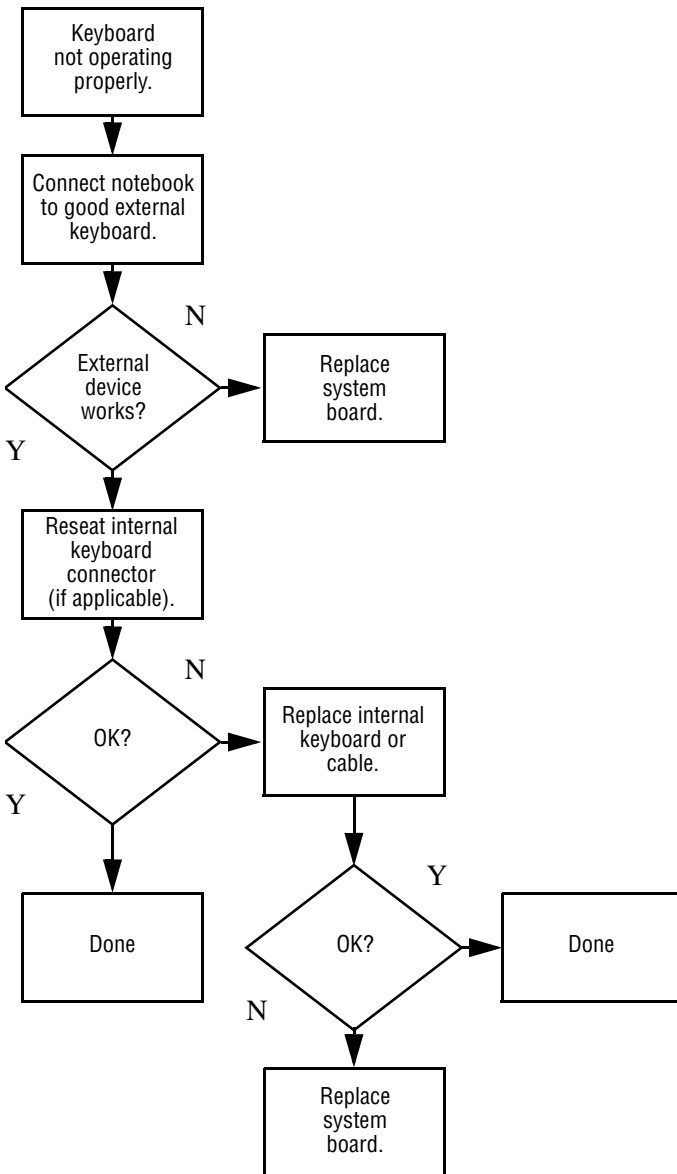 Keyboard
not operating
properly.
Connect notebook
to good external
keyboard.
N
External
device
works?
Replace
system
board.
Y
Reseat internal
keyboard
connector
(if applicable).
N
OK?
Replace internal
keyboard or
cable.
Y
Y
Done
OK?
Done
N
Replace
system
board.